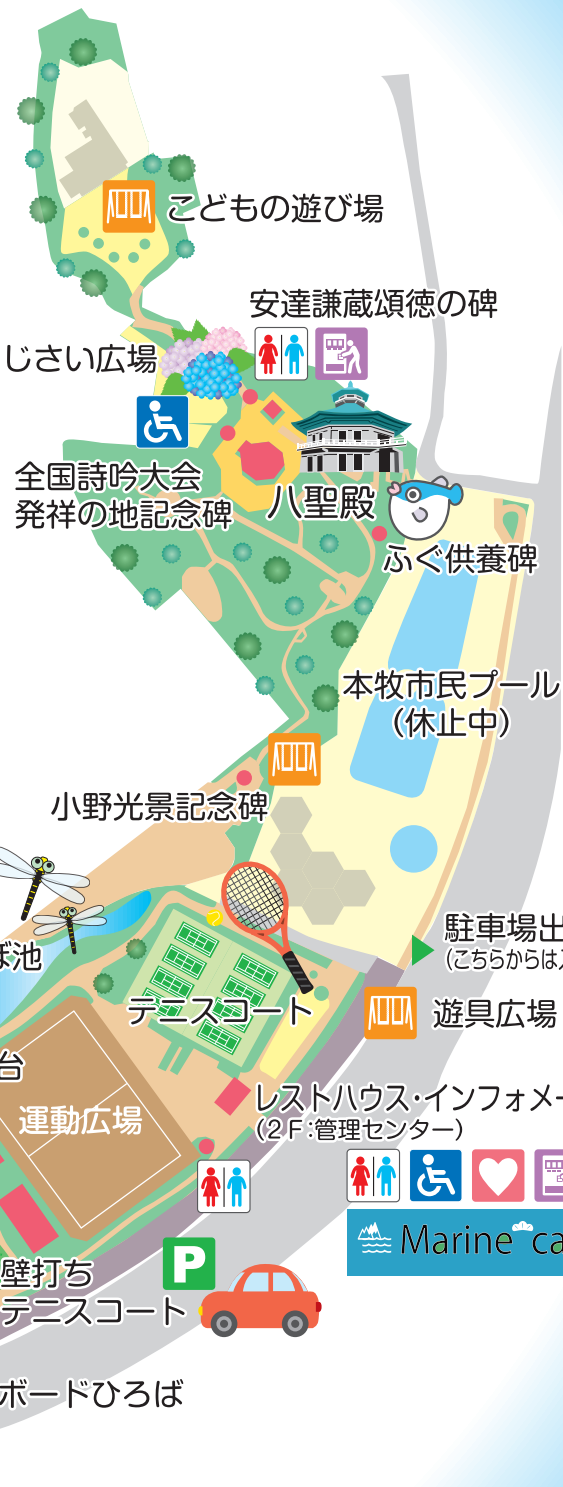 こどもの遊び場
安達謙蔵頌徳の碑
じさい広場
全国詩吟大会
発祥の地記念碑
八聖殿
ふぐ供養碑
本牧市民プール
（休止中）
小野光景記念碑
駐車場出
(こちらからは
ぼ池
テニスコート
遊具広場
台
運動広場
レストハウス・インフォメー
(2F:管理センター)
P
Marine ca
壁打ち
テニスコート
ボードひろば